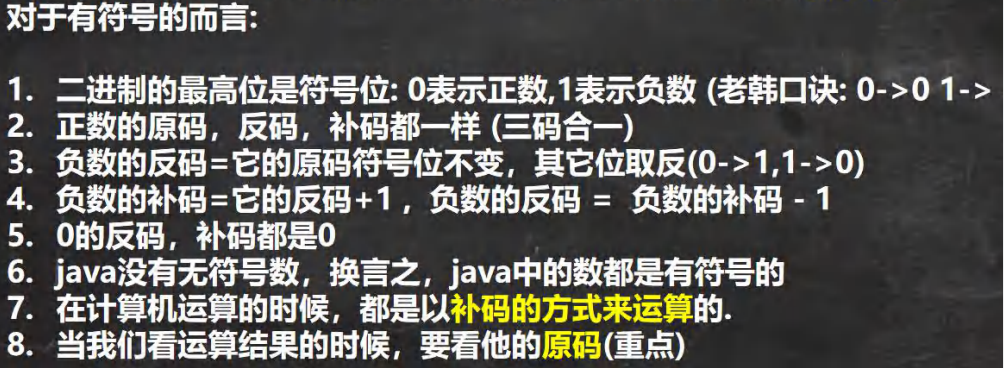 对于有符号的而言:
1. 二进制的最高位是符号位: 0表示正数,1表示负数 (老韩口诀: 0->0 1->
2. 正数的原码，反码，补码都一样 (三码合一)
3. 负数的反码=它的原码符号位不变，其它位取反(0->1,1->0)
4. 负数的补码=它的反码+1 ，负数的反码 = 负数的补码 - 1
5. 0的反码，补码都是0
6. java没有无符号数，换言之，java中的数都是有符号的
7. 在计算机运算的时候，都是以补码的方式来运算的.
8. 当我们看运算结果的时候，要看他的原码(重点)